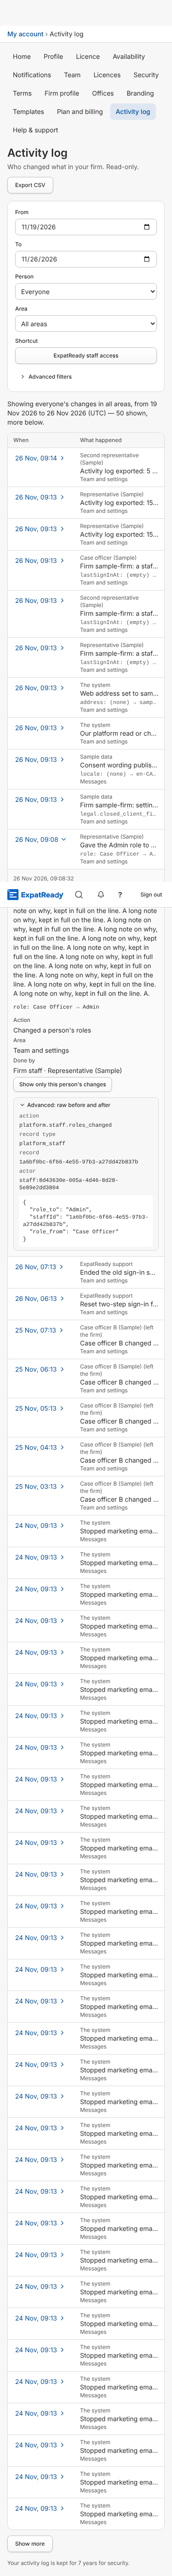 My account › Activity log
Home
Profile
Licence
Availability
Notifications
Team
Licences
Security
Terms
Firm profile
Offices
Branding
Templates
Plan and billing
Activity log
Help & support
Activity log
Who changed what in your firm. Read-only.
Export CSV
From
11/19/2026
To
11/26/2026
Person
Everyone
Area
All areas
Shortcut
ExpatReady staff access
Advanced filters
Showing everyone's changes in all areas, from 19
Nov 2026 to 26 Nov 2026 (UTC) — 50 shown,
more below.
When
What happened
26 Nov, 09:14
Second representative
(Sample)
Activity log exported: 5 ...
Team and settings
26 Nov, 09:13
Representative (Sample)
Activity log exported: 15...
Team and settings
26 Nov, 09:13
Representative (Sample)
Activity log exported: 15...
Team and settings
26 Nov, 09:13
Case officer (Sample)
Firm sample-firm: a staf...
lastSignInAt: (empty) …
Team and settings
26 Nov, 09:13
Second representative
(Sample)
Firm sample-firm: a staf...
lastSignInAt: (empty) …
Team and settings
26 Nov, 09:13
Representative (Sample)
Firm sample-firm: a staf...
lastSignInAt: (empty) …
Team and settings
26 Nov, 09:13
The system
Web address set to sam...
address: (none) → samp…
Team and settings
26 Nov, 09:13
The system
Our platform read or ch...
Team and settings
26 Nov, 09:13
Sample data
Consent wording publis...
locale: (none) → en-CA…
Messages
26 Nov, 09:13
Sample data
Firm sample-firm: settin...
legal.closed_client_fi…
Team and settings
26 Nov, 09:08
Representative (Sample)
Gave the Admin role to ...
role: Case Officer → A…
Team and settings
26 Nov 2026, 09:08:32
ExpatReady
?
Sign out
note on why, kept in full on the line. A long note
on why, kept in full on the line. A long note on
why, kept in full on the line. A long note on why,
kept in full on the line. A long note on why, kept
in full on the line. A long note on why, kept in full
on the line. A long note on why, kept in full on
the line. A long note on why, kept in full on the
line. A long note on why, kept in full on the line.
A long note on why, kept in full on the line. A.
role: Case Officer → Admin
Action
Changed a person's roles
Area
Team and settings
Done by
Firm staff · Representative (Sample)
Show only this person's changes
Advanced: raw before and after
action
platform.staff.roles_changed
record type
platform_staff
record
actor
{
"role_to": "Admin",
"role_from": "Case Officer"
}
26 Nov, 07:13
ExpatReady support
Ended the old sign-in s...
Team and settings
26 Nov, 06:13
ExpatReady support
Reset two-step sign-in f...
Team and settings
25 Nov, 07:13
Case officer B (Sample) (left
the firm)
Case officer B changed ...
Team and settings
25 Nov, 06:13
Case officer B (Sample) (left
the firm)
Case officer B changed ...
Team and settings
25 Nov, 05:13
Case officer B (Sample) (left
the firm)
Case officer B changed ...
Team and settings
25 Nov, 04:13
Case officer B (Sample) (left
the firm)
Case officer B changed ...
Team and settings
25 Nov, 03:13
Case officer B (Sample) (left
the firm)
Case officer B changed ...
Team and settings
24 Nov, 09:13
The system
Stopped marketing ema...
Messages
24 Nov, 09:13
The system
Stopped marketing ema...
Messages
24 Nov, 09:13
The system
Stopped marketing ema...
Messages
24 Nov, 09:13
The system
Stopped marketing ema...
Messages
24 Nov, 09:13
The system
Stopped marketing ema...
Messages
24 Nov, 09:13
The system
Stopped marketing ema...
Messages
24 Nov, 09:13
The system
Stopped marketing ema...
Messages
24 Nov, 09:13
The system
Stopped marketing ema...
Messages
24 Nov, 09:13
The system
Stopped marketing ema...
Messages
24 Nov, 09:13
The system
Stopped marketing ema...
Messages
24 Nov, 09:13
The system
Stopped marketing ema...
Messages
24 Nov, 09:13
The system
Stopped marketing ema...
Messages
24 Nov, 09:13
The system
Stopped marketing ema...
Messages
24 Nov, 09:13
The system
Stopped marketing ema...
Messages
24 Nov, 09:13
The system
Stopped marketing ema...
Messages
24 Nov, 09:13
The system
Stopped marketing ema...
Messages
24 Nov, 09:13
The system
Stopped marketing ema...
Messages
24 Nov, 09:13
The system
Stopped marketing ema...
Messages
24 Nov, 09:13
The system
Stopped marketing ema...
Messages
24 Nov, 09:13
The system
Stopped marketing ema...
Messages
24 Nov, 09:13
The system
Stopped marketing ema...
Messages
24 Nov, 09:13
The system
Stopped marketing ema...
Messages
24 Nov, 09:13
The system
Stopped marketing ema...
Messages
24 Nov, 09:13
The system
Stopped marketing ema...
Messages
24 Nov, 09:13
The system
Stopped marketing ema...
Messages
24 Nov, 09:13
The system
Stopped marketing ema...
Messages
24 Nov, 09:13
The system
Stopped marketing ema...
Messages
24 Nov, 09:13
The system
Stopped marketing ema...
Messages
24 Nov, 09:13
The system
Stopped marketing ema...
Messages
24 Nov, 09:13
The system
Stopped marketing ema...
Messages
24 Nov, 09:13
The system
Stopped marketing ema...
Messages
24 Nov, 09:13
The system
Stopped marketing ema...
Messages
Show more
Your activity log is kept for 7 years for security.